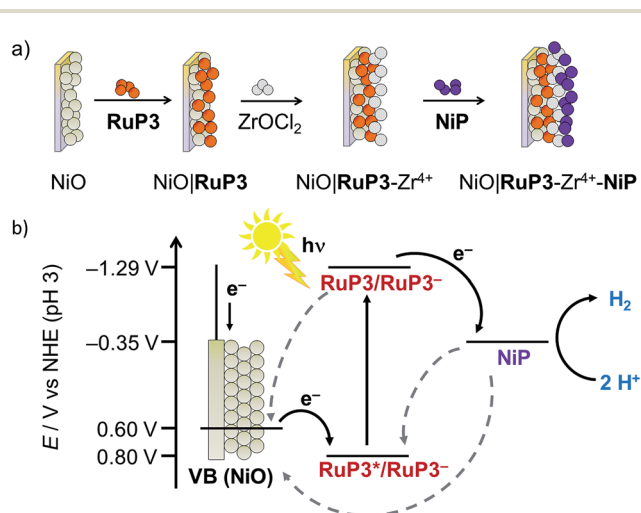 a)
RuP3
ZrOCl₂
NiP
NiO
NiO|RuP3
NiO|RuP3-Zr⁴⁺
NiO|RuP3-Zr⁴⁺-NiP
b)
hν
E / V vs NHE (pH 3)
–1.29 V
e⁻
RuP3/RuP3⁻
e⁻
H₂
–0.35 V
NiP
2 H⁺
e⁻
0.60 V
0.80 V
VB (NiO)
RuP3*/RuP3⁻